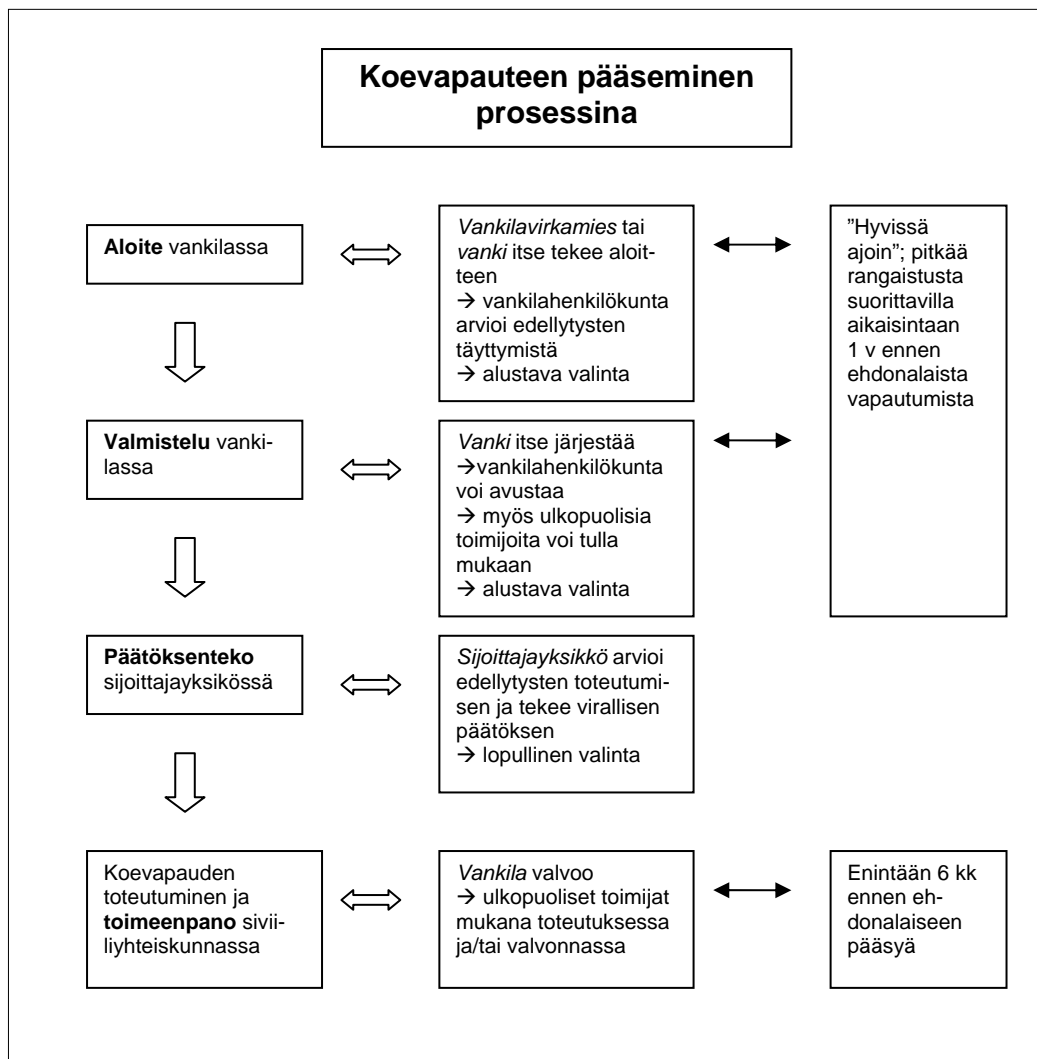 Koevapauteen pääseminen
prosessina
Aloite vankilassa
Vankilavirkamies tai
vanki itse tekee aloit-
teen
→ vankilahenkilökunta
arvioi edellytysten
täyttymistä
→ alustava valinta
”Hyvissä
ajoin”; pitkää
rangaistusta
suorittavilla
aikaisintaan
1 v ennen
ehdonalaista
vapautumista
Valmistelu vanki-
lassa
Vanki itse järjestää
→vankilahenkilökunta
voi avustaa
→ myös ulkopuolisia
toimijoita voi tulla
mukaan
→ alustava valinta
Päätöksenteko
sijoittajayksikössä
Sijoittajayksikkö arvioi
edellytysten toteutumi-
sen ja tekee virallisen
päätöksen
→ lopullinen valinta
Koevapauden
toteutuminen ja
toimeenpano sivii-
liyhteiskunnassa
Vankila valvoo
→ ulkopuoliset toimijat
mukana toteutuksessa
ja/tai valvonnassa
Enintään 6 kk
ennen eh-
donalaiseen
pääsyä